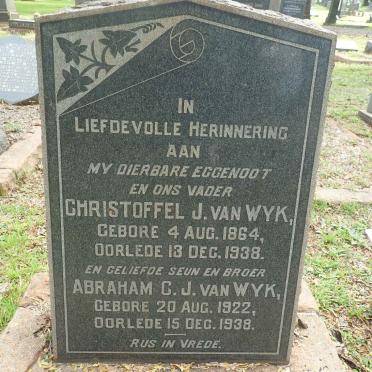 IN
LIEFDEVOLLE HERINNERING
AAN
MY DIERBARE EGGENOOT
EN ONS VADER
CHRISTOFFEL J. VAN WYK,
GEBORE 4 AUG. 1864,
OORLEDE 13 DEC. 1938.
EN GELIEFDE SEUN EN BROER
ABRAHAM C. J. VAN WYK,
GEBORE 20 AUG. 1922,
OORLEDE 15 DEC. 1938.
RUS IN VREDE.